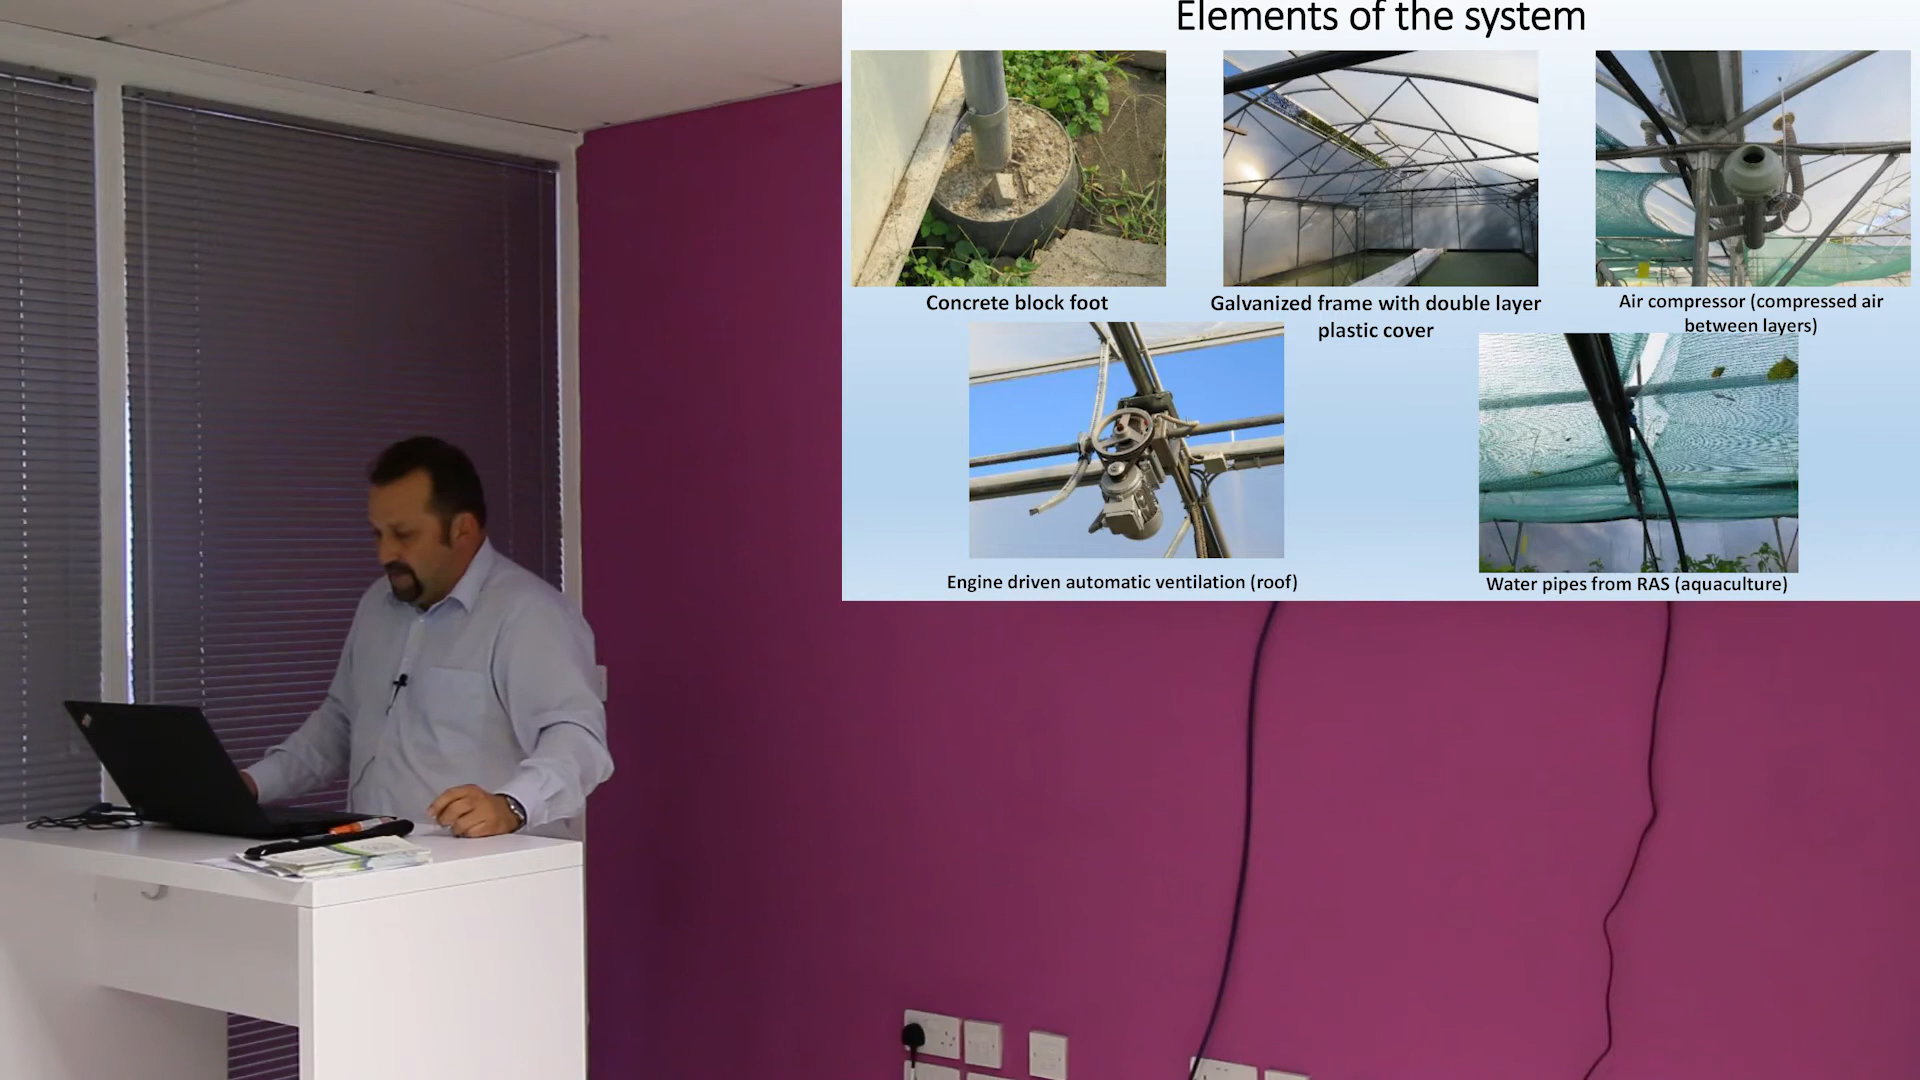 Elements of the system
Concrete block foot
Galvanized frame with double layer
plastic cover
Air compressor (compressed air
between layers)
Engine driven automatic ventilation (roof)
Water pipes from RAS (aquaculture)